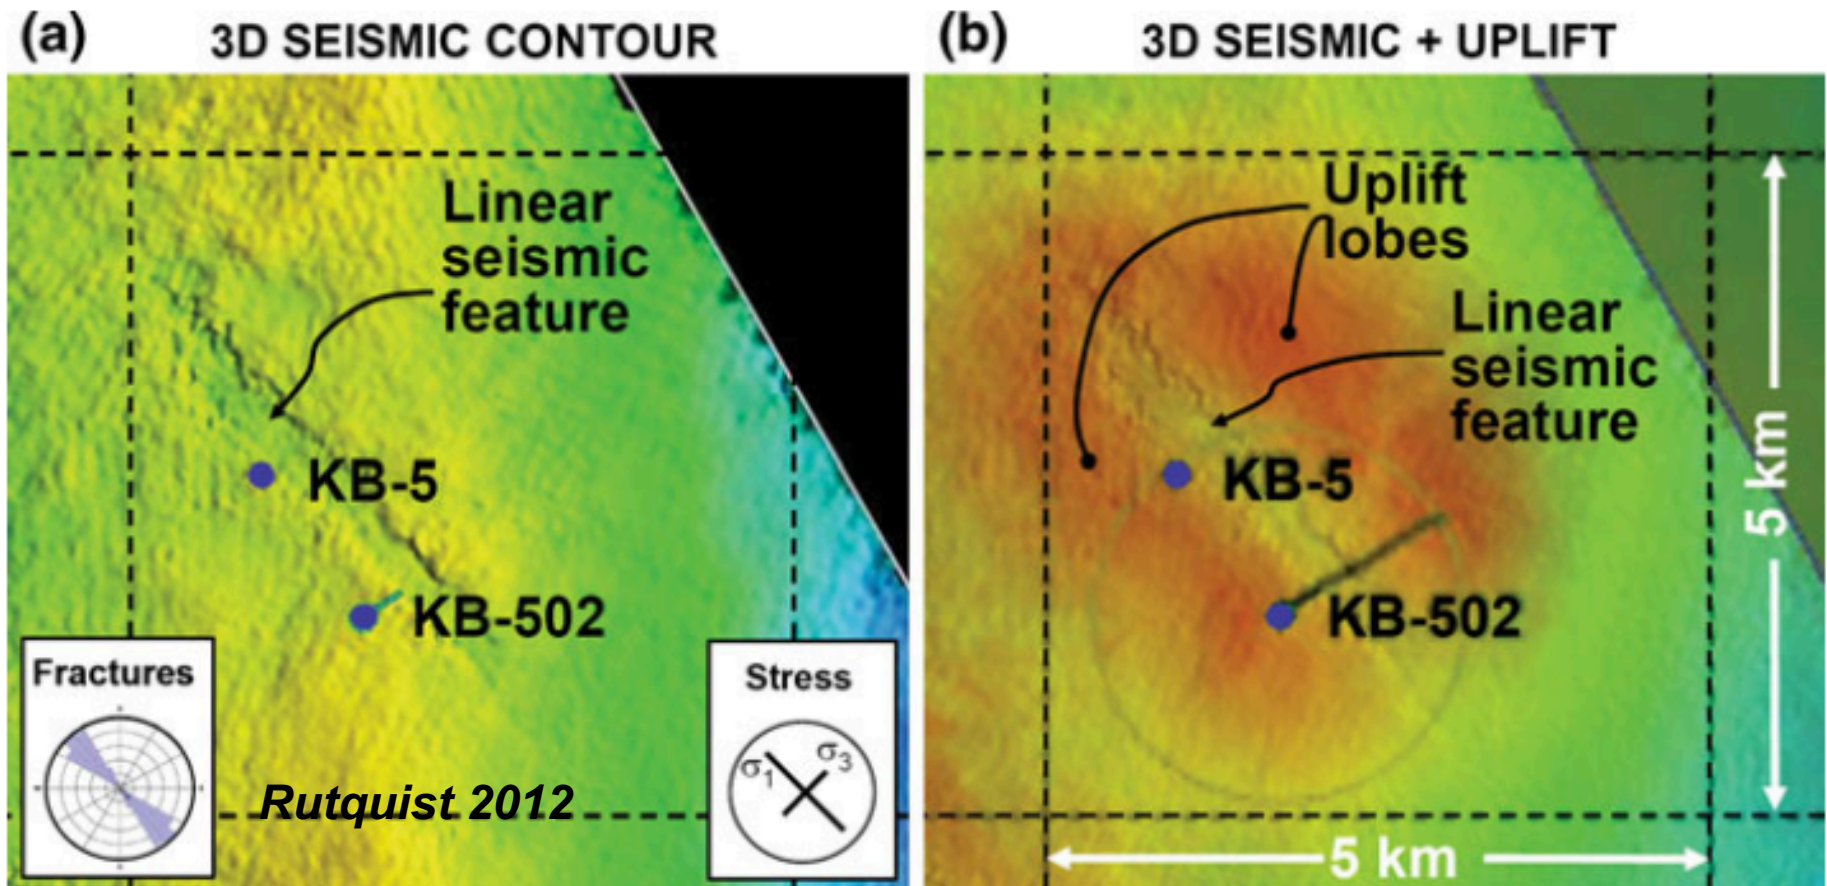 (a) 3D SEISMIC CONTOUR
Linear
seismic
feature
KB-5
KB-502
Fractures
Stress
σ1
σ3
Rutquist 2012
(b) 3D SEISMIC + UPLIFT
Uplift
lobes
Linear
seismic
feature
KB-5
KB-502
5 km
5 km